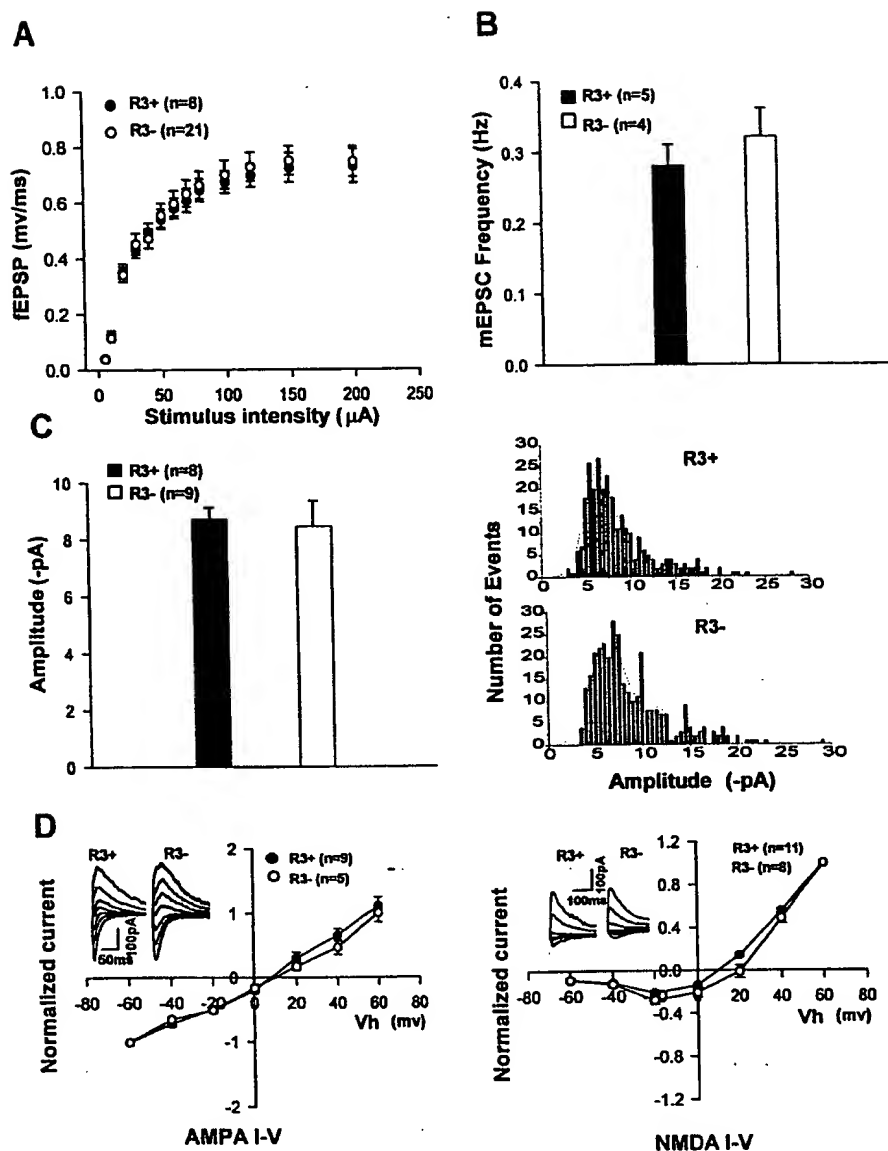 A
R3+ (n=8)
R3- (n=21)
fEPSP (mv/ms)
1.0
0.8
0.6
0.4
0.2
0.0
0 50 100 150 200 250
Stimulus intensity (μA)
B
R3+ (n=5)
R3- (n=4)
mEPSC Frequency (Hz)
0.4
0.3
0.2
0.1
0.0
C
R3+ (n=8)
R3- (n=9)
Amplitude (-pA)
10
8
6
4
2
0
Number of Events
R3+
30
25
20
15
10
5
0
0 5 10 15 20 25 30
R3-
30
25
20
15
10
5
0
0 5 10 15 20 25 30
Amplitude (-pA)
D
R3+ R3-
50ms
100pA
R3+ (n=9)
R3- (n=5)
Normalized current
2
1
0
-1
-2
-80 -60 -40 -20 0 20 40 60 80
Vh (mv)
AMPA I-V
R3+ R3-
100ms
100pA
R3+ (n=11)
R3- (n=8)
Normalized current
1.2
0.8
0.4
0.0
-0.4
-0.8
-1.2
-80 -60 -40 -20 0 20 40 60 80
Vh (mv)
NMDA I-V